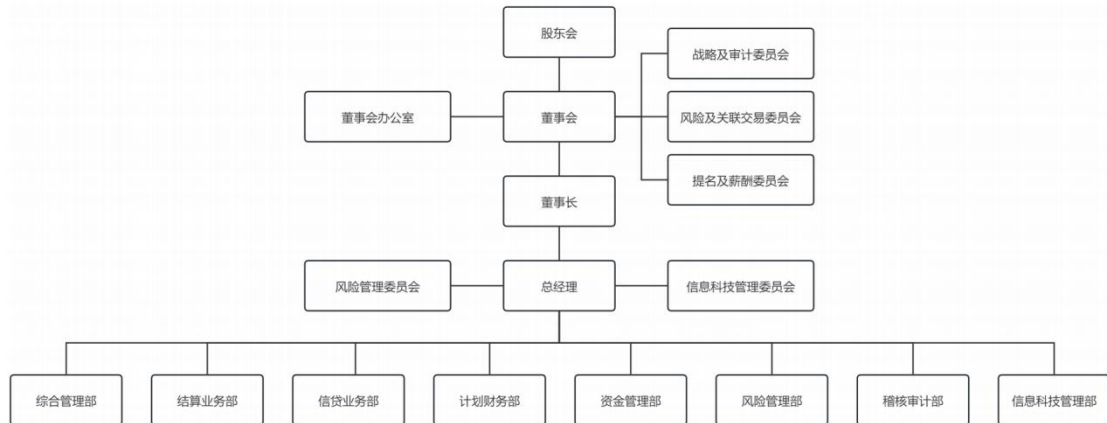 股东会
战略及审计委员会
董事会办公室
董事会
风险及关联交易委员会
提名及薪酬委员会
董事长
风险管理委员会
总经理
信息科技管理委员会
综合管理部
结算业务部
信贷业务部
计划财务部
资金管理部
风险管理部
稽核审计部
信息科技管理部